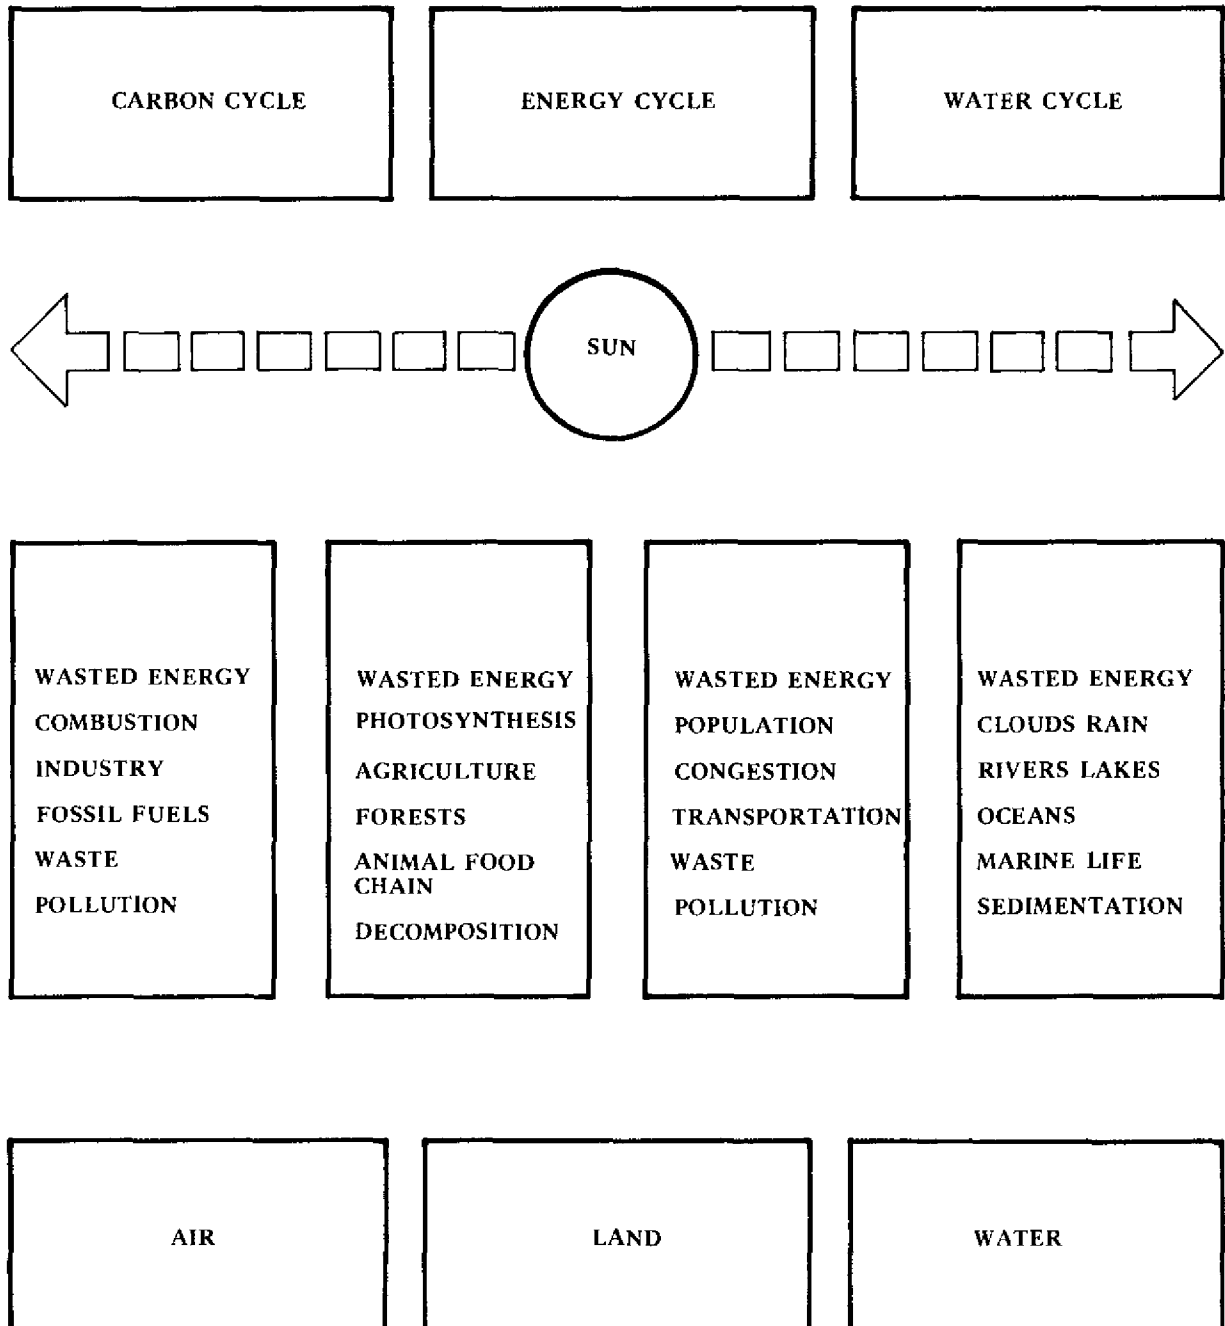 CARBON CYCLE
ENERGY CYCLE
WATER CYCLE
SUN
WASTED ENERGY
COMBUSTION
INDUSTRY
FOSSIL FUELS
WASTE
POLLUTION
WASTED ENERGY
PHOTOSYNTHESIS
AGRICULTURE
FORESTS
ANIMAL FOOD
CHAIN
DECOMPOSITION
WASTED ENERGY
POPULATION
CONGESTION
TRANSPORTATION
WASTE
POLLUTION
WASTED ENERGY
CLOUDS RAIN
RIVERS LAKES
OCEANS
MARINE LIFE
SEDIMENTATION
AIR
LAND
WATER